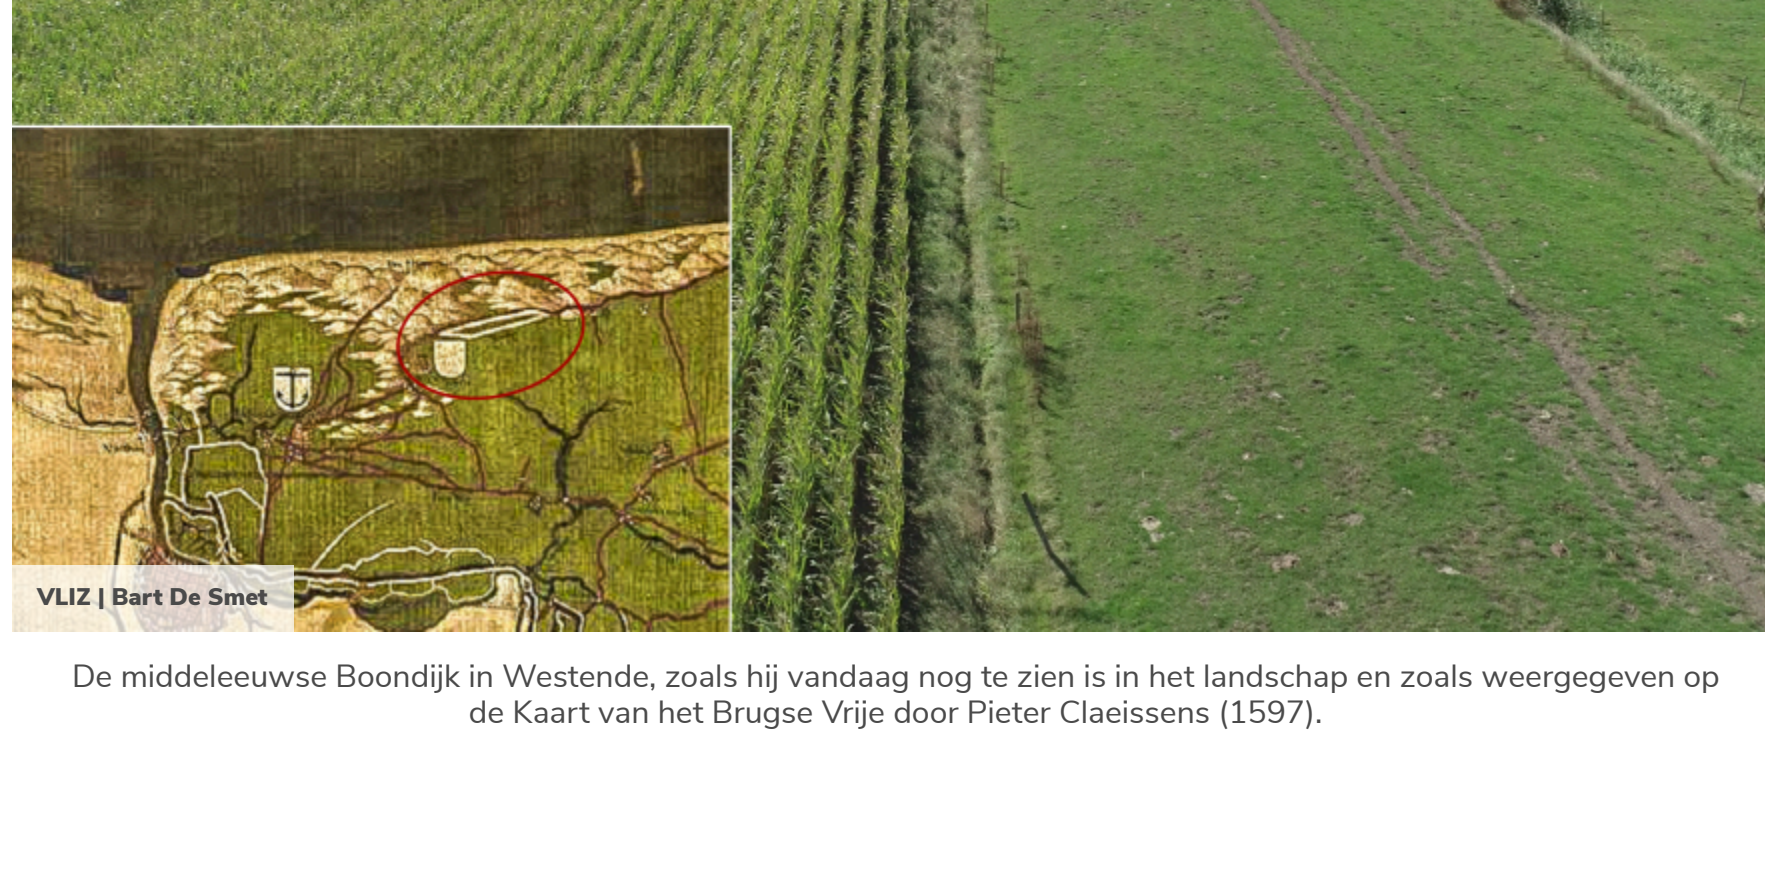 VLIZ | Bart De Smet
De middeleeuwse Boondijk in Westende, zoals hij vandaag nog te zien is in het landschap en zoals weergegeven op
de Kaart van het Brugse Vrije door Pieter Claeissens (1597).